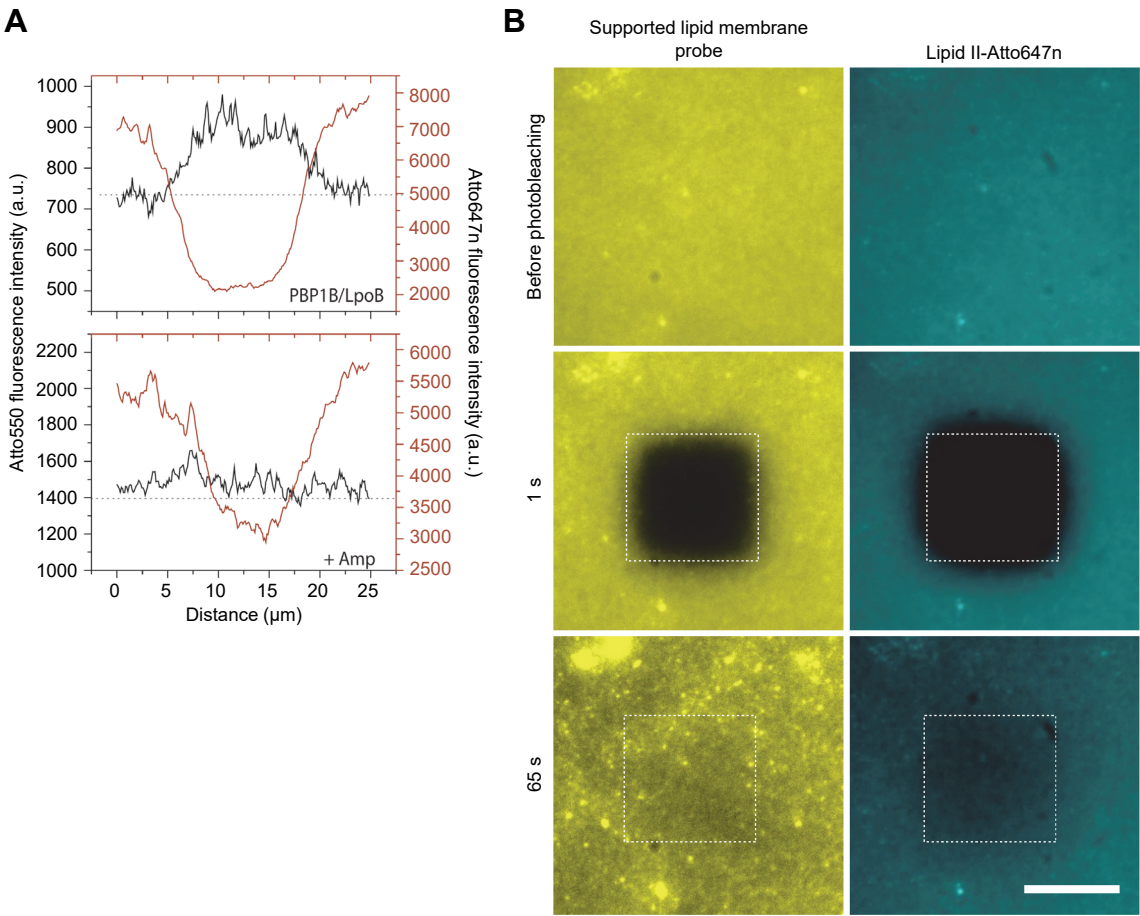 A
Atto550 fluorescence intensity (a.u.)
1000
900
800
700
600
500
8000
7000
6000
5000
4000
3000
2000
PBP1B/LpoB
Atto647n fluorescence intensity (a.u.)
2200
2000
1800
1600
1400
1200
1000
6000
5500
5000
4500
4000
3500
3000
2500
+ Amp
0 5 10 15 20 25
Distance (µm)
B
Supported lipid membrane
probe
Lipid II-Atto647n
Before photobleaching
1 s
65 s